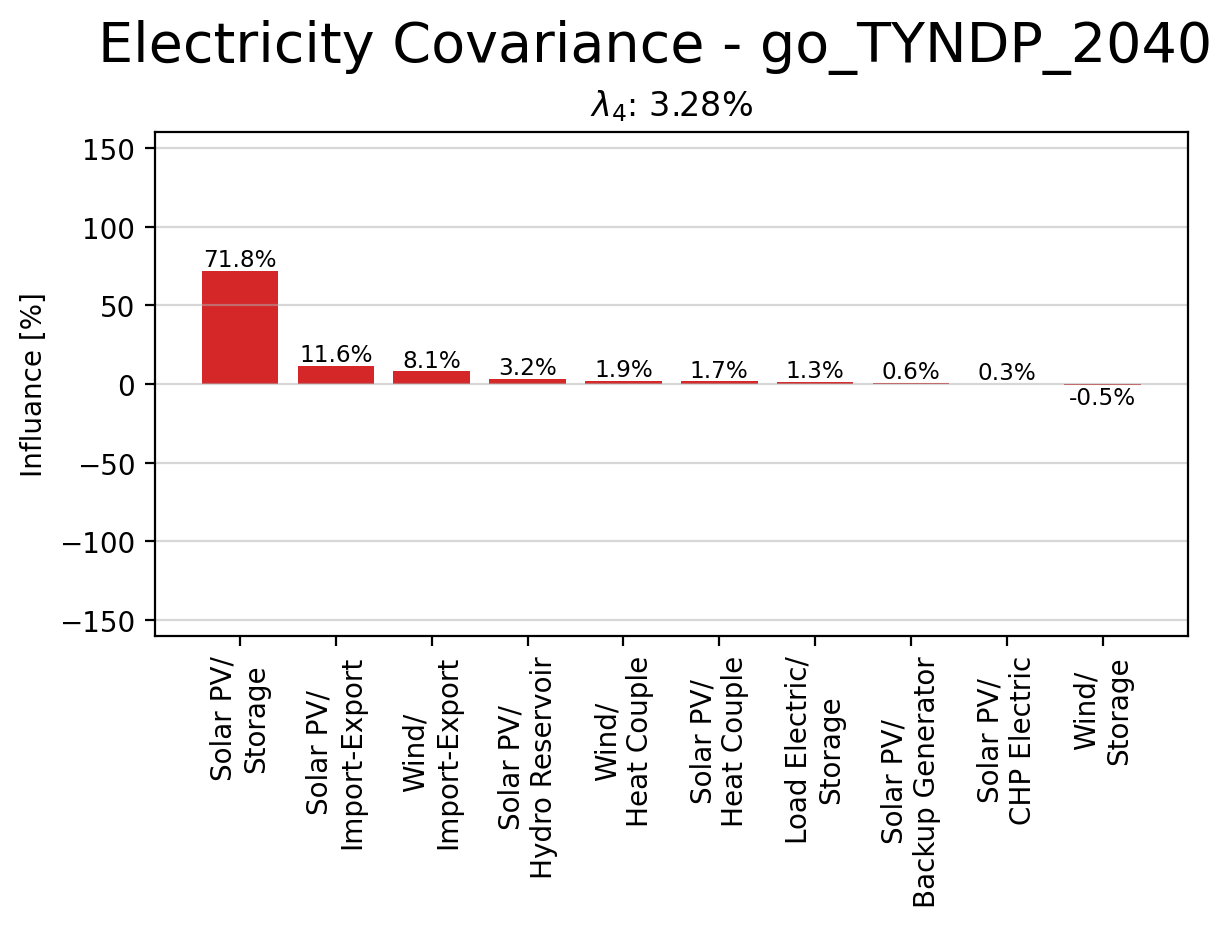 Electricity Covariance - go_TYNDP_2040
λ4: 3.28%
Influance [%]
150
100
50
0
−50
−100
−150
71.8%
11.6%
8.1%
3.2%
1.9%
1.7%
1.3%
0.6%
0.3%
-0.5%
Solar PV/
Storage
Solar PV/
Import-Export
Wind/
Import-Export
Solar PV/
Hydro Reservoir
Wind/
Heat Couple
Solar PV/
Heat Couple
Load Electric/
Storage
Solar PV/
Backup Generator
Solar PV/
CHP Electric
Wind/
Storage